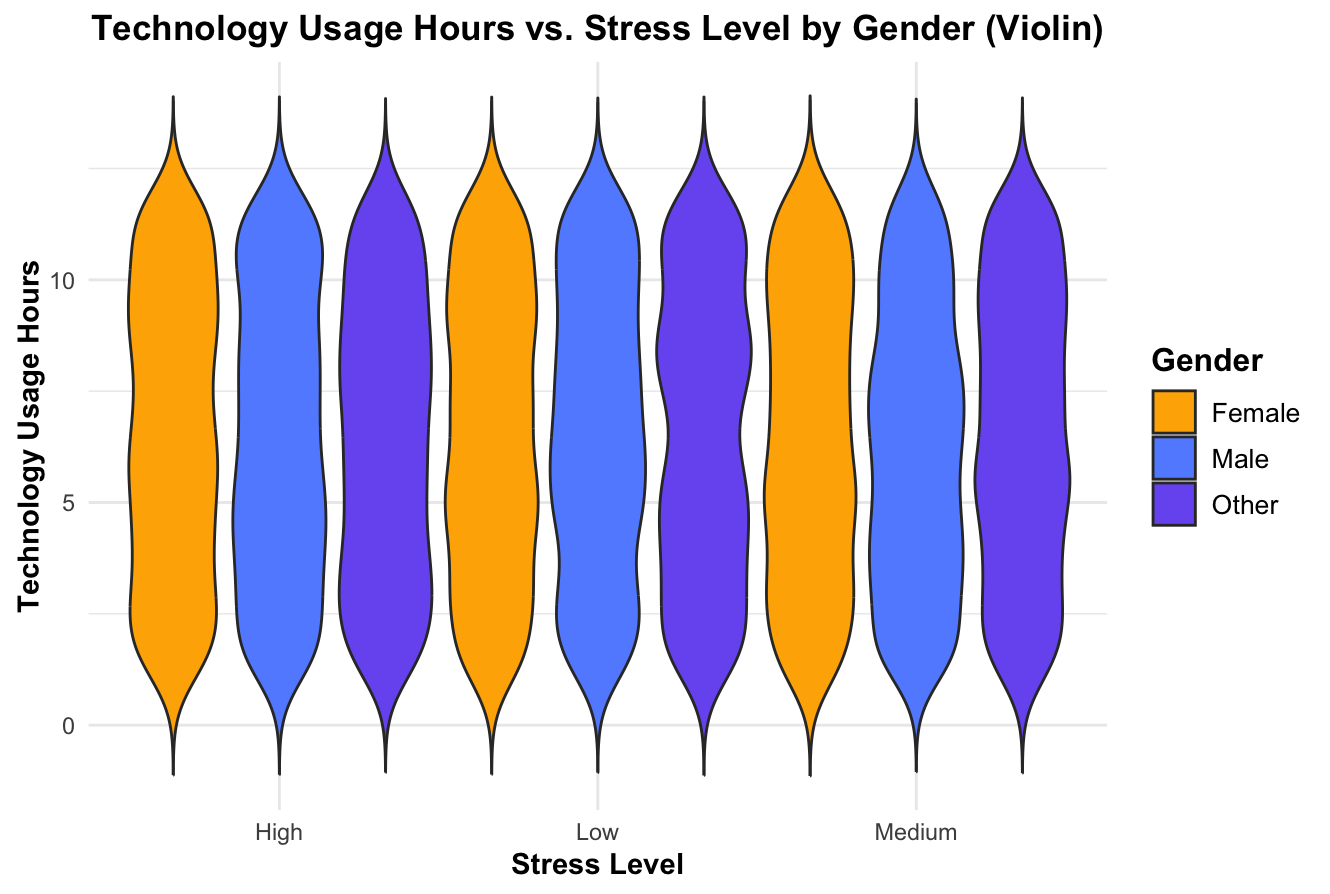 Technology Usage Hours vs. Stress Level by Gender (Violin)
Technology Usage Hours
10
5
0
High
Low
Medium
Stress Level
Gender
Female
Male
Other